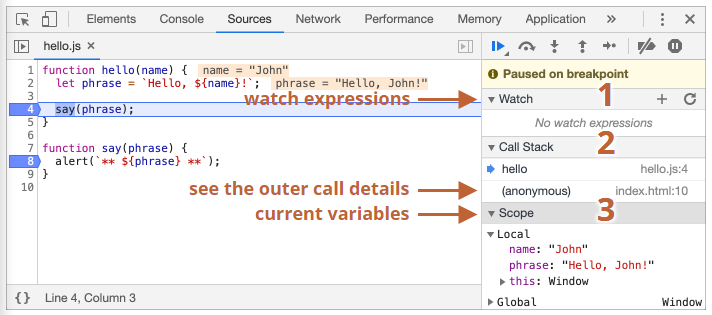 Elements Console Sources Network Performance Memory Application »
hello.js ×
1 function hello(name) { name = "John"
2 let phrase = `Hello, ${name}!`; phrase = "Hello, John!"
3
4 say(phrase);
5 }
6
7 function say(phrase) {
8 alert(`** ${phrase} **`);
9 }
10
{} Line 4, Column 3
watch expressions
see the outer call details
current variables
Paused on breakpoint
1
Watch
No watch expressions
2
Call Stack
hello hello.js:4
(anonymous) index.html:10
3
Scope
Local
name: "John"
phrase: "Hello, John!"
this: Window
Global Window